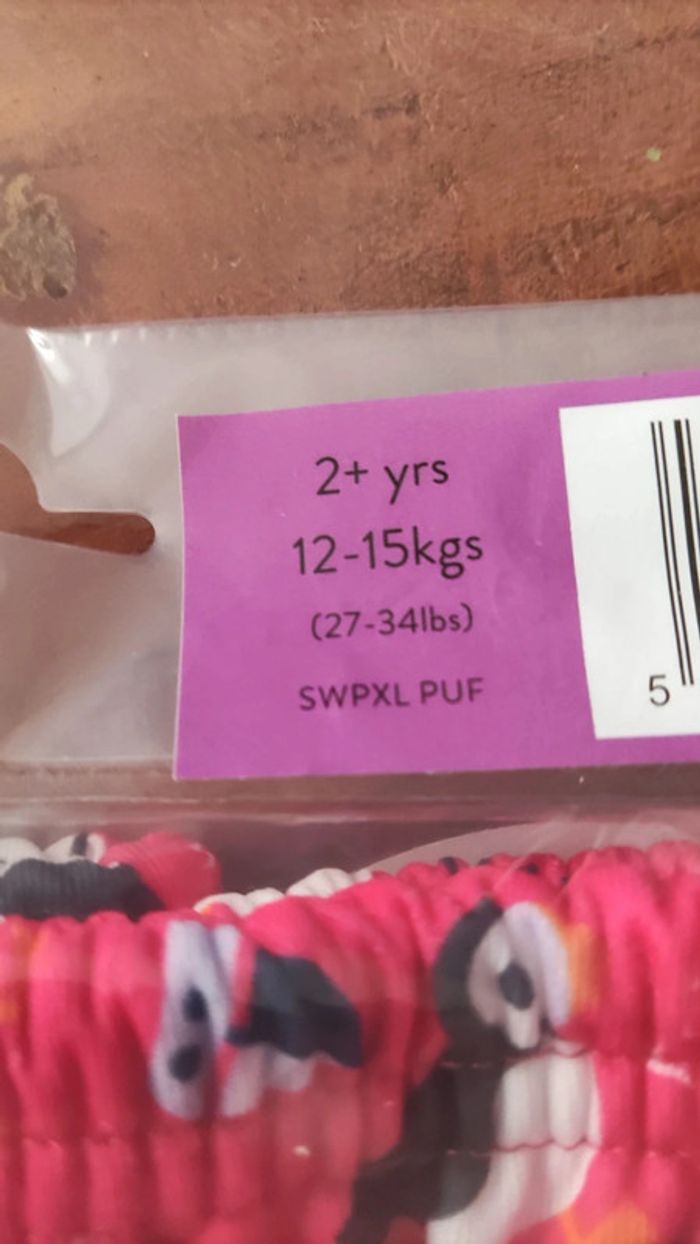 2+ yrs
12-15kgs
(27-34lbs)
SWPXL PUF
5